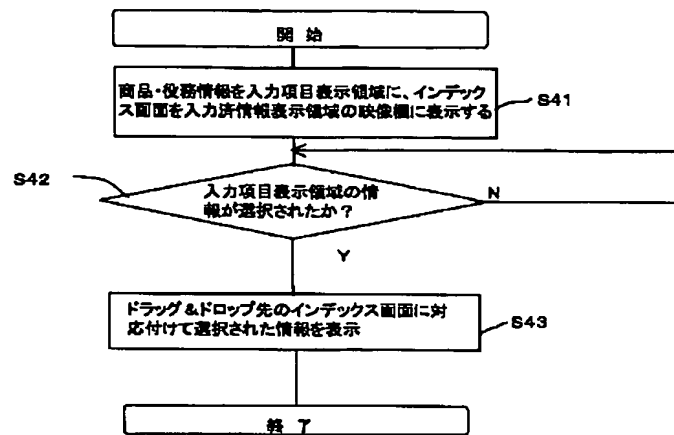 開 始
商品・役務情報を入力項目表示領域に、インデック
ス画面を入力済情報表示領域の映像欄に表示する
S41
S42
入力項目表示領域の情
報が選択されたか？
N
Y
ドラッグ＆ドロップ先のインデックス画面に対
応付けて選択された情報を表示
S43
終 了